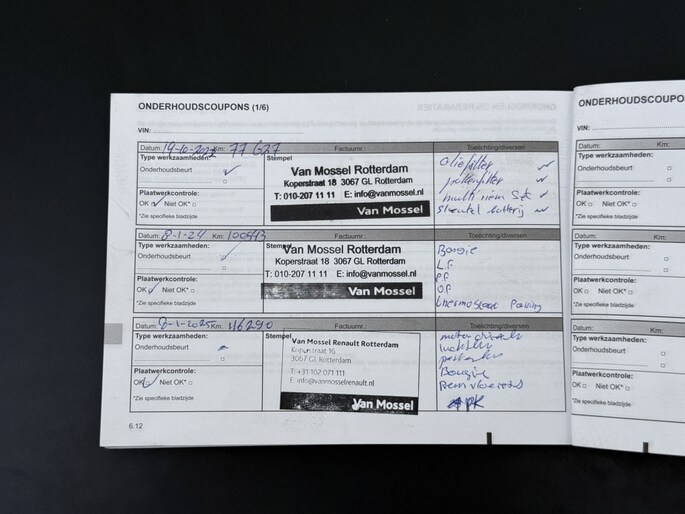 ONDERHOUDSCOUPONS (1/6)
VIN:
Datum: 19-10-2022 Km: 77 627 Factuurnr.: Toelichting/diversen
Type werkzaamheden: Stempel
Onderhoudsbeurt
Plaatwerkcontrole:
OK Niet OK*
*Zie specifieke bladzijde
Van Mossel Rotterdam
Koperstraat 18 3067 GL Rotterdam
T: 010-207 11 11 E: info@vanmossel.nl
Van Mossel
oliefilter
pollenfilter
multi riem set
sleutel batterij
Datum: 8-1-24 Km: Factuurnr.: Toelichting/diversen
Type werkzaamheden: Stempel
Onderhoudsbeurt
Plaatwerkcontrole:
OK Niet OK*
*Zie specifieke bladzijde
Van Mossel Rotterdam
Koperstraat 18 3067 GL Rotterdam
T: 010-207 11 11 E: info@vanmossel.nl
Van Mossel
Bougie
L.F
P.F
O.F
thermostaat
Datum: 8-1-2025 Km: 116290 Factuurnr.: Toelichting/diversen
Type werkzaamheden: Stempel
Onderhoudsbeurt
Plaatwerkcontrole:
OK Niet OK*
*Zie specifieke bladzijde
Van Mossel Renault Rotterdam
Koperstraat 16
3067 GL Rotterdam
T: +31 102 071 111
E: info@vanmosselrenault.nl
Van Mossel
Bougie
Remvloeistof
APK
6.12
ONDERHOUDSCOUPONS
VIN:
Datum: Km:
Type werkzaamheden:
Onderhoudsbeurt
Plaatwerkcontrole:
OK Niet OK*
*Zie specifieke bladzijde
Datum: Km:
Type werkzaamheden:
Onderhoudsbeurt
Plaatwerkcontrole:
OK Niet OK*
*Zie specifieke bladzijde
Datum: Km:
Type werkzaamheden:
Onderhoudsbeurt
Plaatwerkcontrole:
OK Niet OK*
*Zie specifieke bladzijde